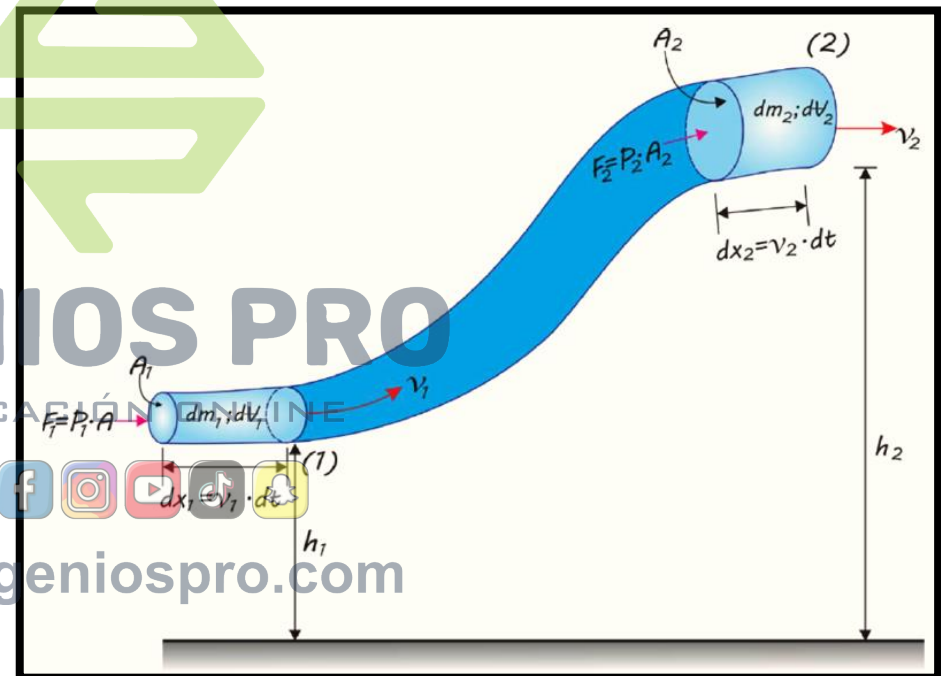 A₂
(2)
dm₂;dV₂
v₂
F₂=P₂·A₂
dx₂=v₂·dt
IOS PRO
A₁
v₁
CACIÓN ONLINE
F₁=P₁·A
dm₁;dV₁
h₂
(1)
dx₁=v₁·dt
h₁
geniospro.com